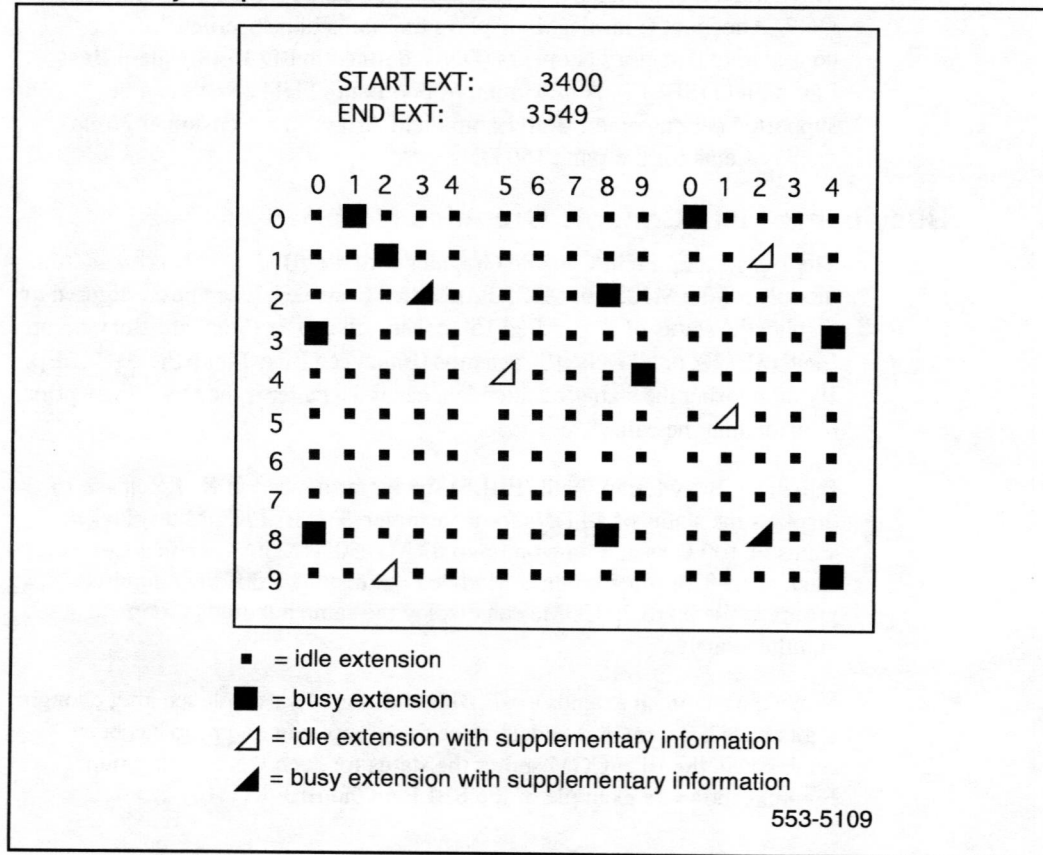 START EXT: 3400
END EXT: 3549
0 1 2 3 4 5 6 7 8 9 0 1 2 3 4
0
1
2
3
4
5
6
7
8
9
= idle extension
= busy extension
= idle extension with supplementary information
= busy extension with supplementary information
553-5109